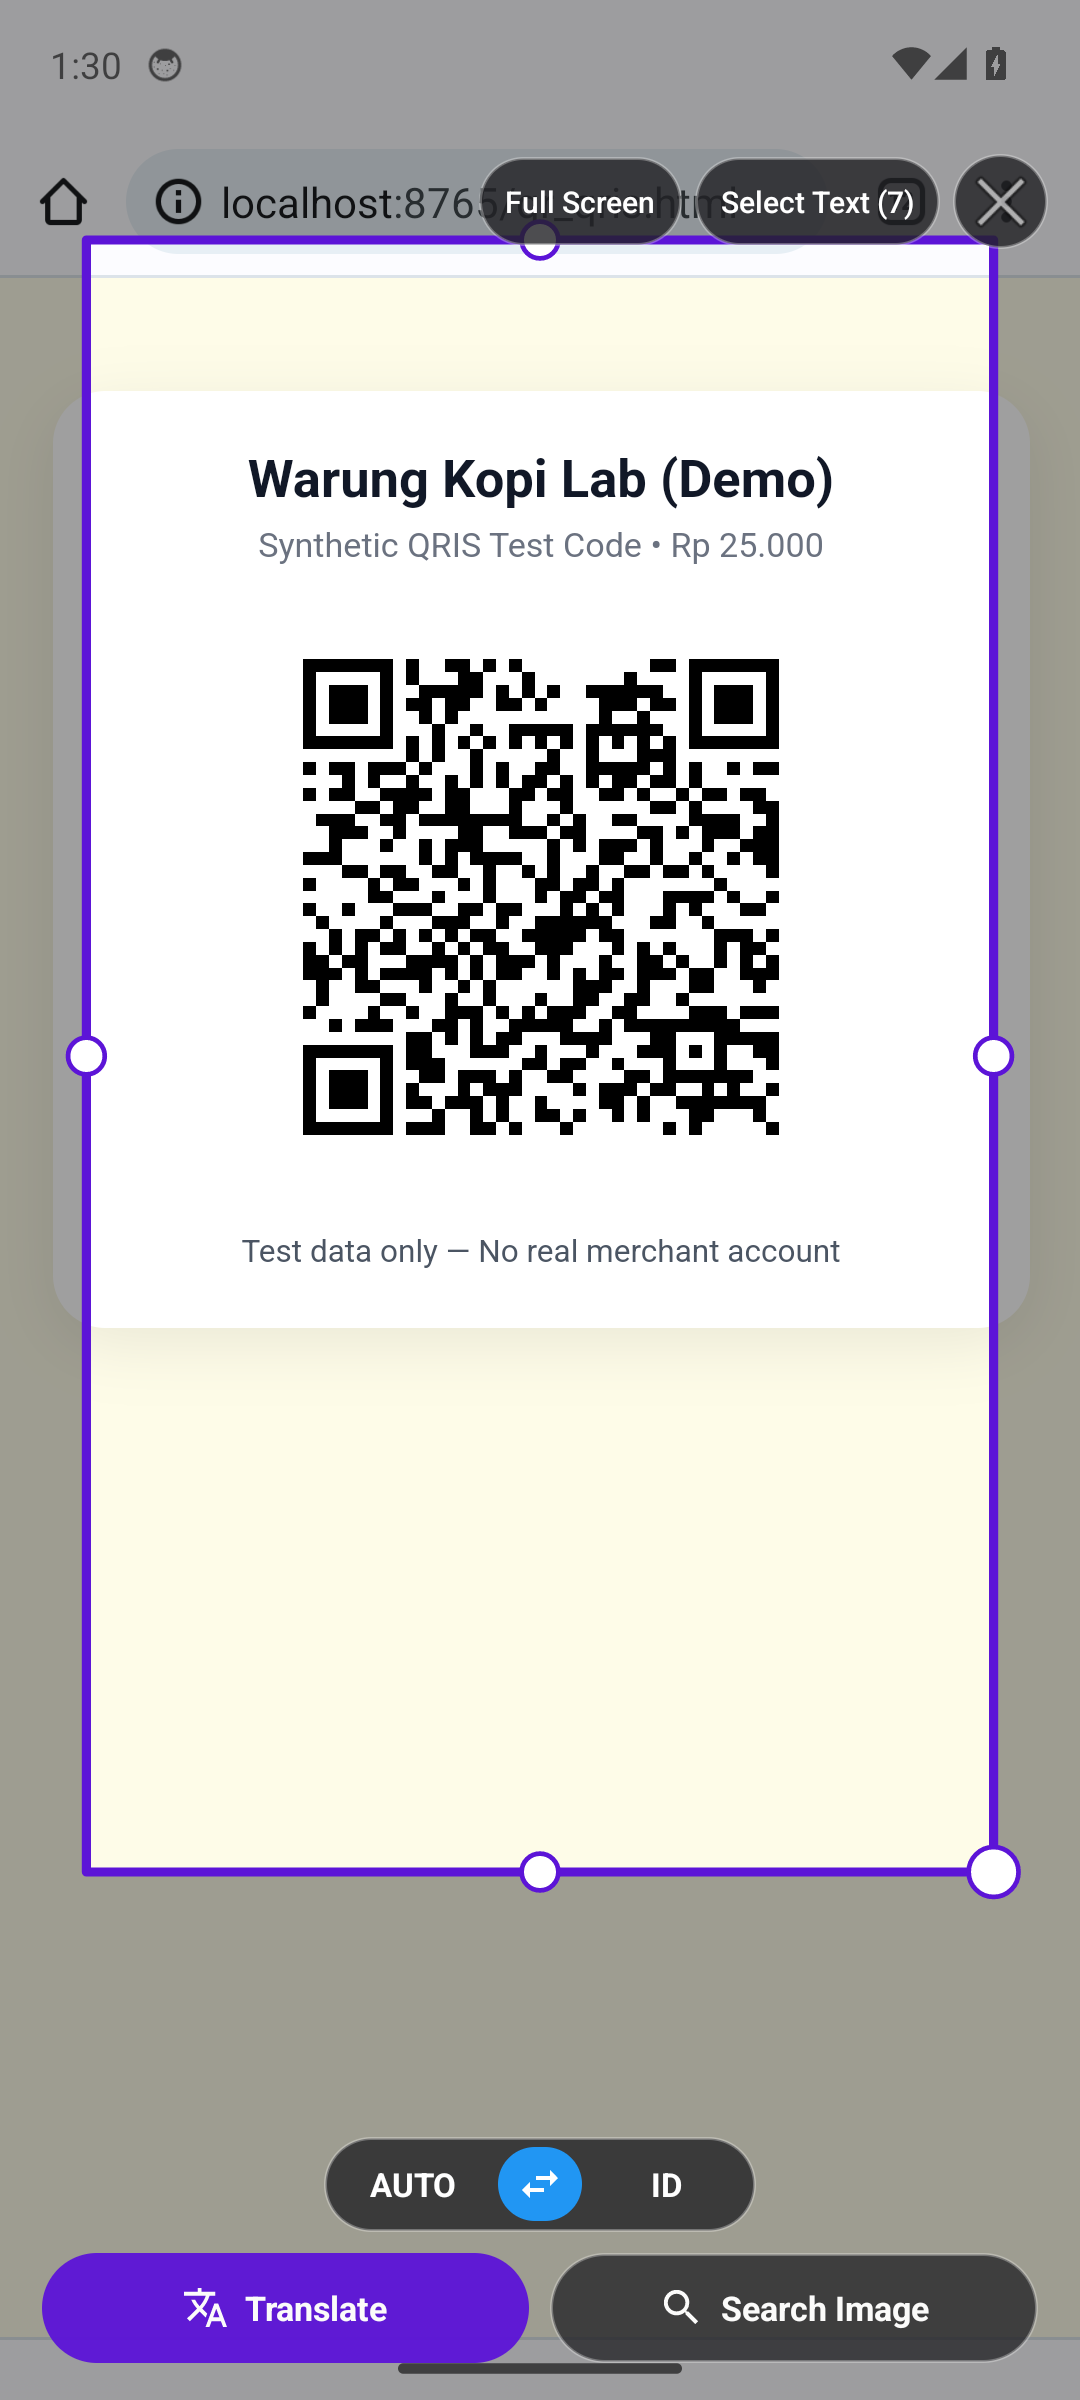 1:30
localhost:8765
Full Screen
Select Text (7)
Warung Kopi Lab (Demo)
Synthetic QRIS Test Code • Rp 25.000
Test data only — No real merchant account
AUTO
ID
Translate
Search Image